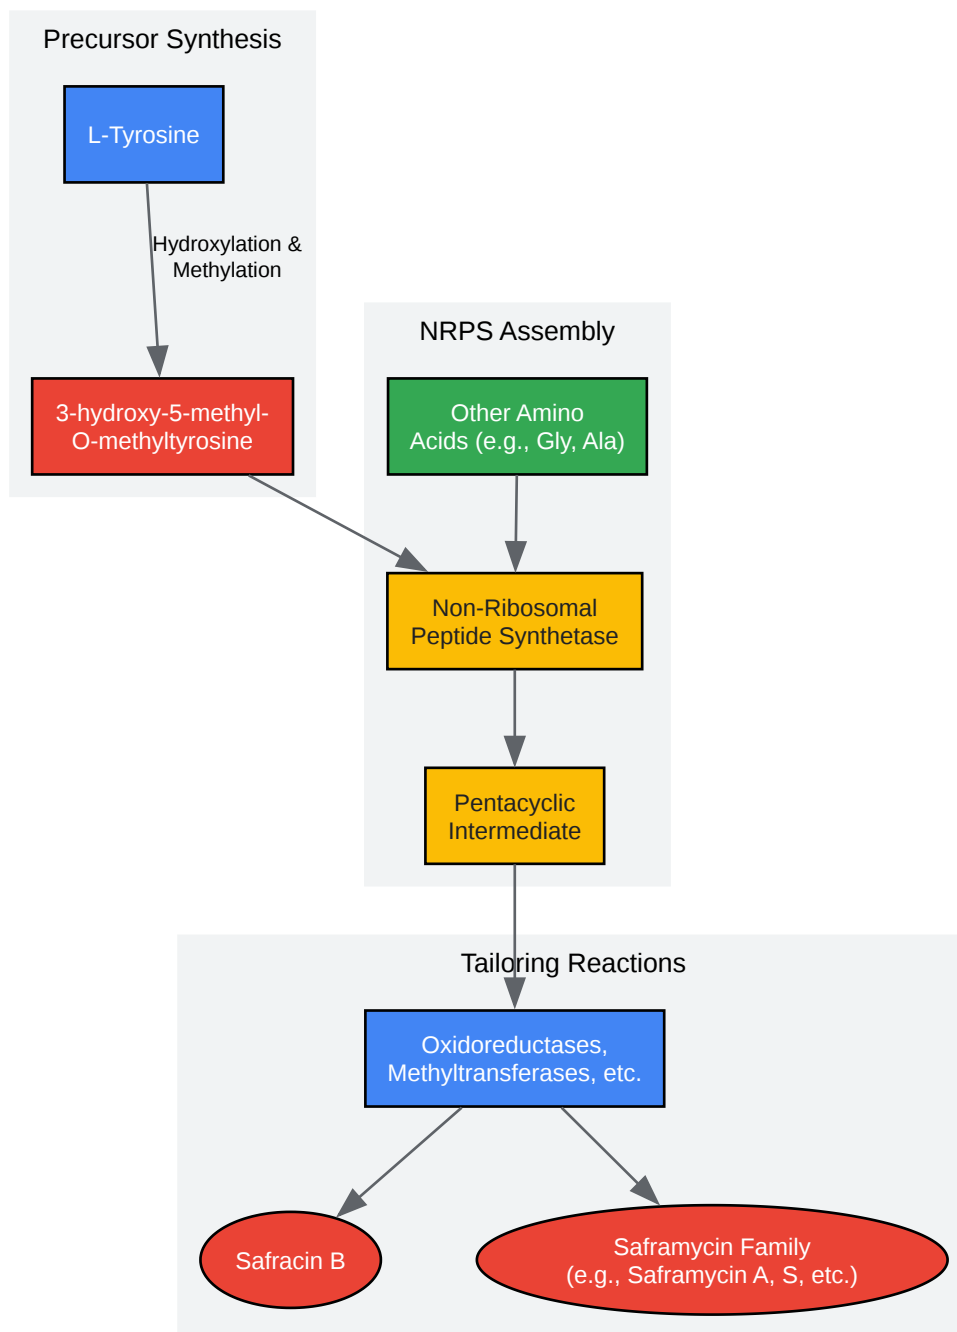 Precursor Synthesis
L-Tyrosine
Hydroxylation &
Methylation
3-hydroxy-5-methyl-
O-methyltyrosine
NRPS Assembly
Other Amino
Acids (e.g., Gly, Ala)
Non-Ribosomal
Peptide Synthetase
Pentacyclic
Intermediate
Tailoring Reactions
Oxidoreductases,
Methyltransferases, etc.
Safracin B
Saframycin Family
(e.g., Saframycin A, S, etc.)